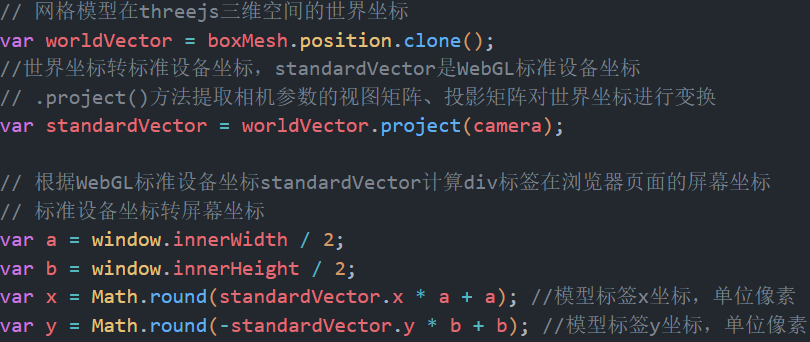 // 网格模型在threejs三维空间的世界坐标
var worldVector = boxMesh.position.clone();
//世界坐标转标准设备坐标，standardVector是WebGL标准设备坐标
// .project()方法提取相机参数的视图矩阵、投影矩阵对世界坐标进行变换
var standardVector = worldVector.project(camera);
// 根据WebGL标准设备坐标standardVector计算div标签在浏览器页面的屏幕坐标
// 标准设备坐标转屏幕坐标
var a = window.innerWidth / 2;
var b = window.innerHeight / 2;
var x = Math.round(standardVector.x * a + a); //模型标签x坐标，单位像素
var y = Math.round(-standardVector.y * b + b); //模型标签y坐标，单位像素